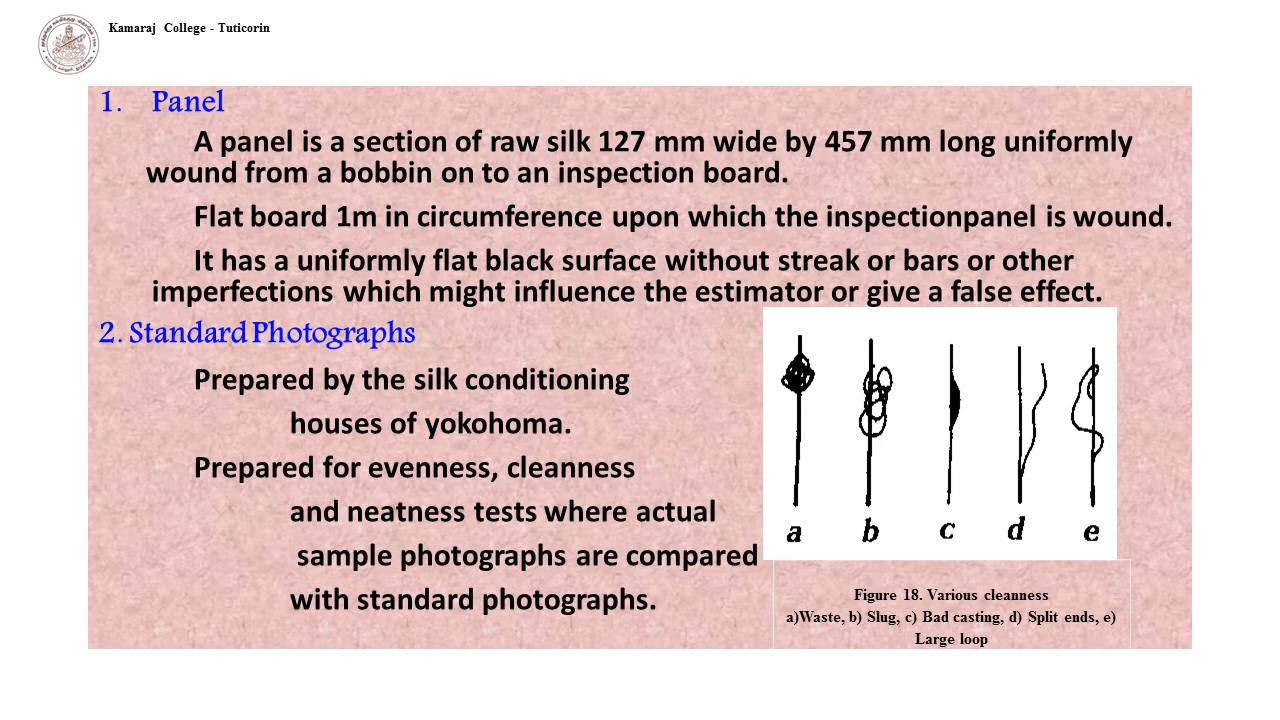 Kamaraj College - Tuticorin
1. Panel
A panel is a section of raw silk 127 mm wide by 457 mm long uniformly
wound from a bobbin on to an inspection board.
Flat board 1m in circumference upon which the inspectionpanel is wound.
It has a uniformly flat black surface without streak or bars or other
imperfections which might influence the estimator or give a false effect.
2. Standard Photographs
Prepared by the silk conditioning
houses of yokohoma.
Prepared for evenness, cleanness
and neatness tests where actual
sample photographs are compared
with standard photographs.
a b c d e
Figure 18. Various cleanness
a)Waste, b) Slug, c) Bad casting, d) Split ends, e)
Large loop